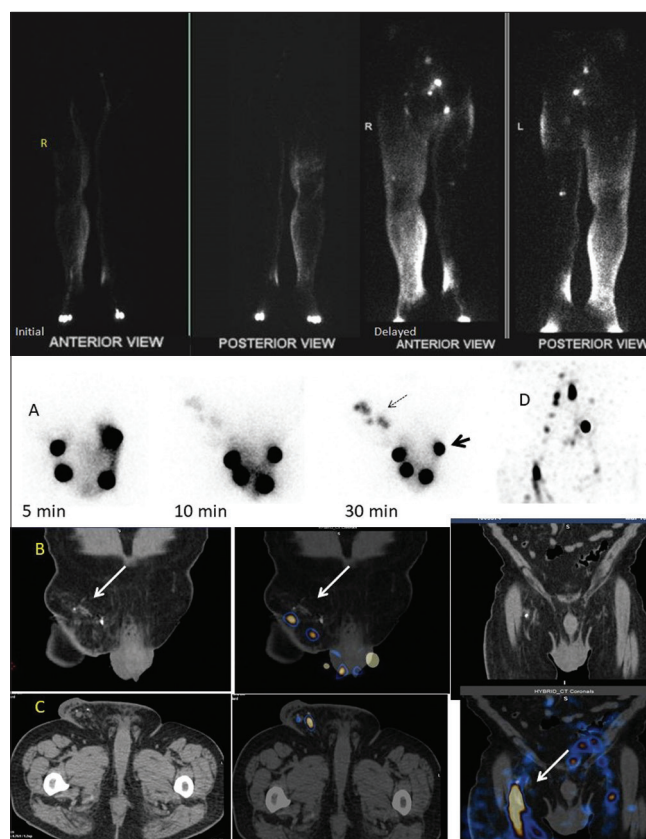 R
Initial
ANTERIOR VIEW
POSTERIOR VIEW
R
Delayed
ANTERIOR VIEW
L
POSTERIOR VIEW
A
5 min
10 min
30 min
D
B
S
C
HYBRID_CT Coronals
S